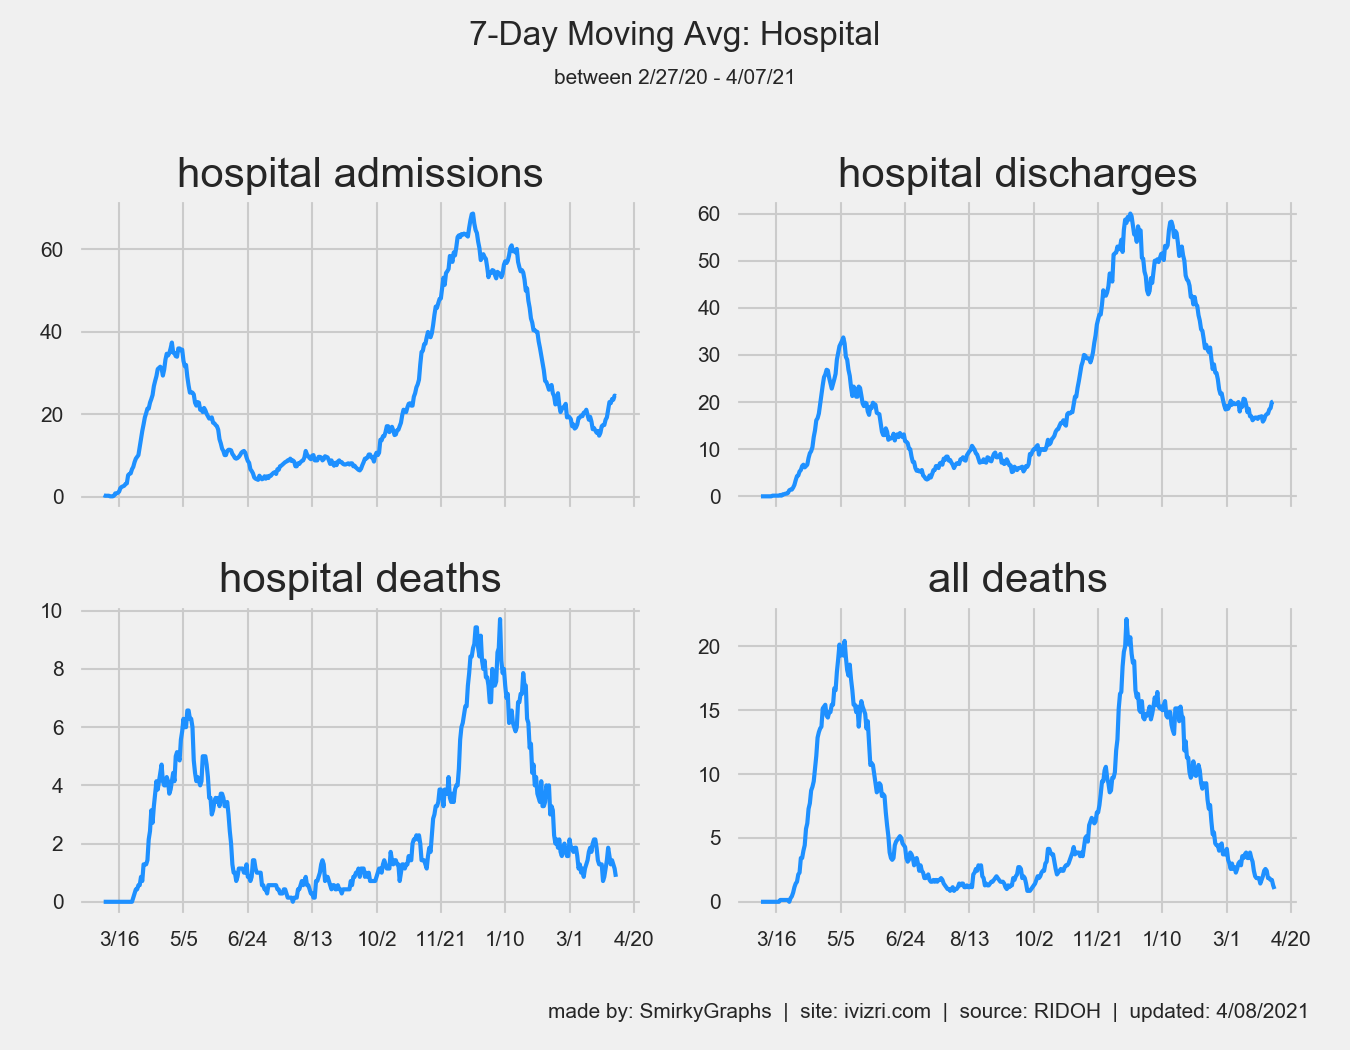 7-Day Moving Avg: Hospital
between 2/27/20 - 4/07/21
hospital admissions
hospital discharges
60
40
20
0
60
50
40
30
20
10
0
hospital deaths
all deaths
10
8
6
4
2
0
20
15
10
5
0
3/16 5/5 6/24 8/13 10/2 11/21 1/10 3/1 4/20
3/16 5/5 6/24 8/13 10/2 11/21 1/10 3/1 4/20
made by: SmirkyGraphs | site: ivizri.com | source: RIDOH | updated: 4/08/2021